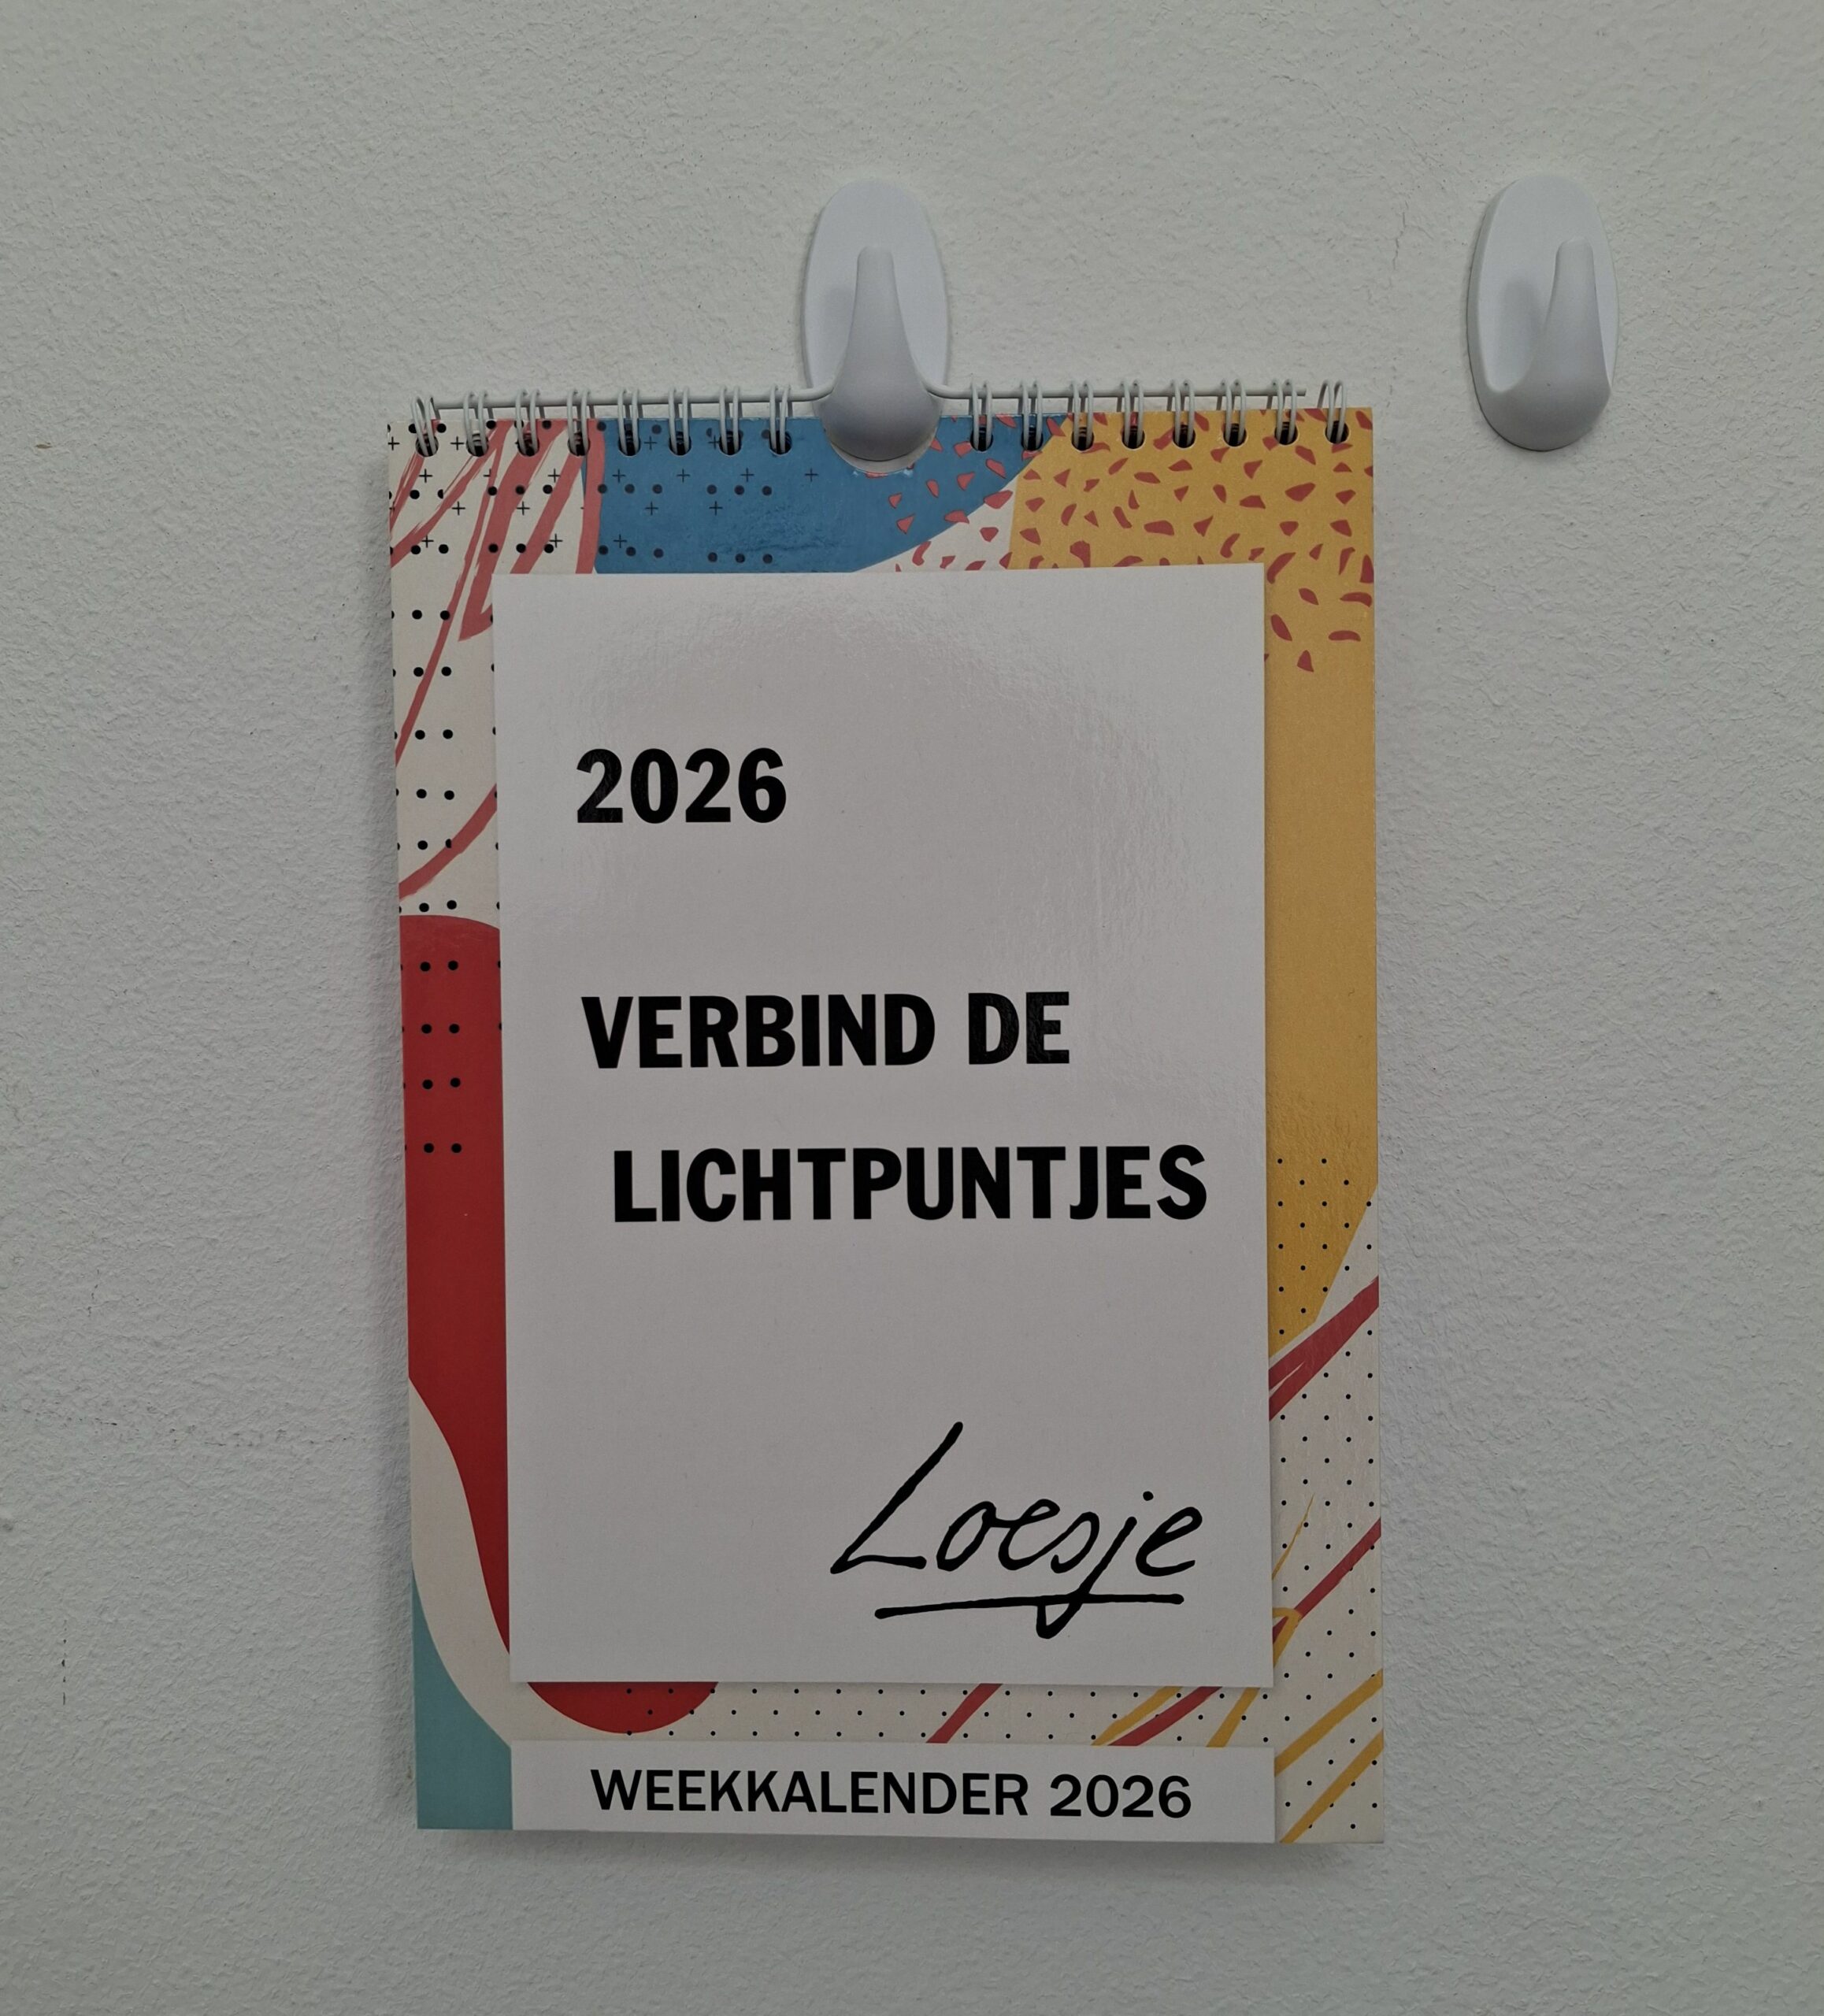 2026
VERBIND DE
LICHTPUNTJES
Loesje
WEEKKALENDER 2026